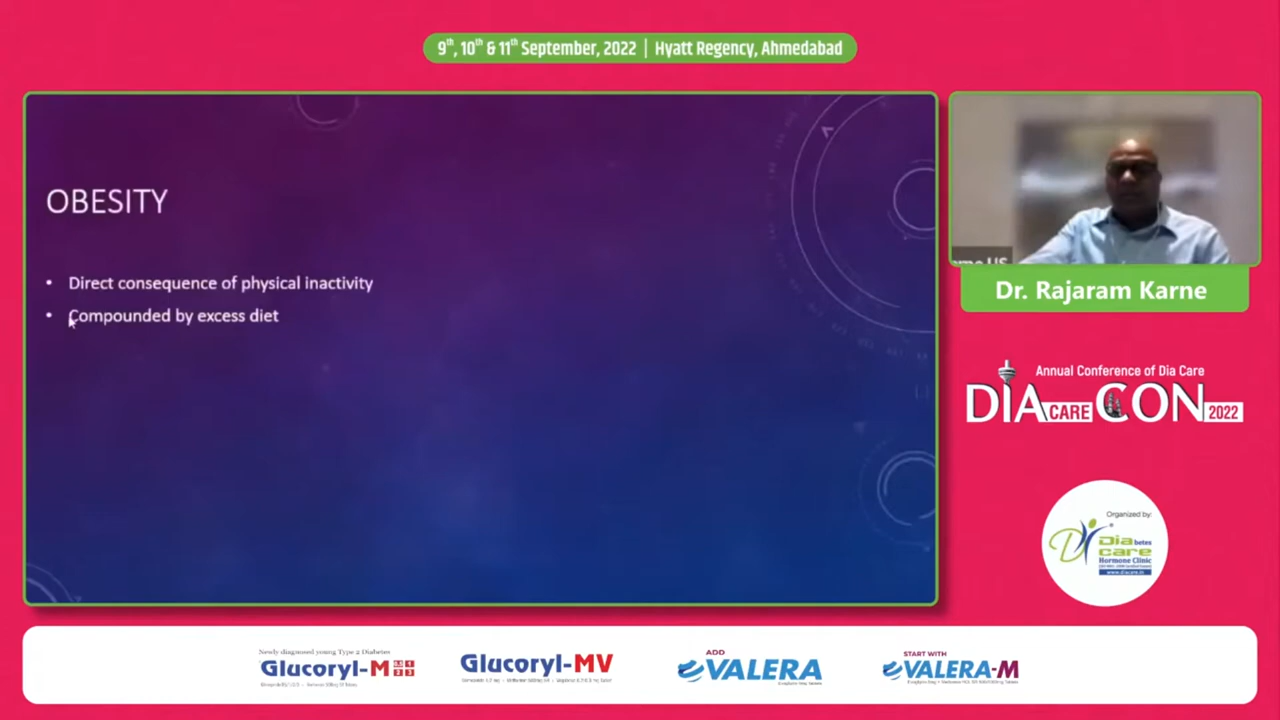 9th, 10th & 11th September, 2022 | Hyatt Regency, Ahmedabad
OBESITY
• Direct consequence of physical inactivity
• Compounded by excess diet
Dr. Rajaram Karne
Annual Conference of Dia Care
DIA CARE CON 2022
Organized by:
Diabetes
care
Hormone Clinic
Newly diagnosed young Type 2 Diabetes
Glucoryl-M
Glucoryl-MV
ADD
VALERA
START WITH
VALERA-M